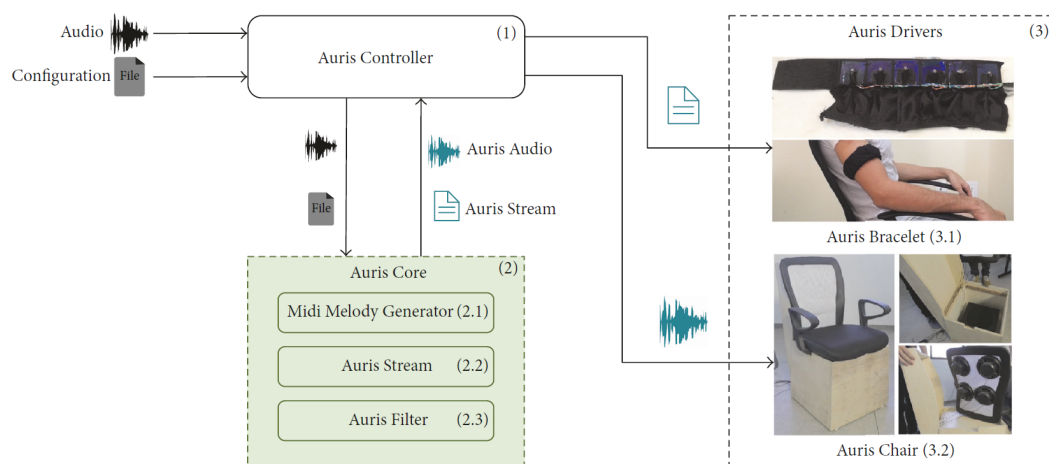 Audio
Configuration
File
(1)
Auris Controller
File
Auris Audio
Auris Stream
(2)
Auris Core
Midi Melody Generator (2.1)
Auris Stream (2.2)
Auris Filter (2.3)
(3)
Auris Drivers
Auris Bracelet (3.1)
Auris Chair (3.2)